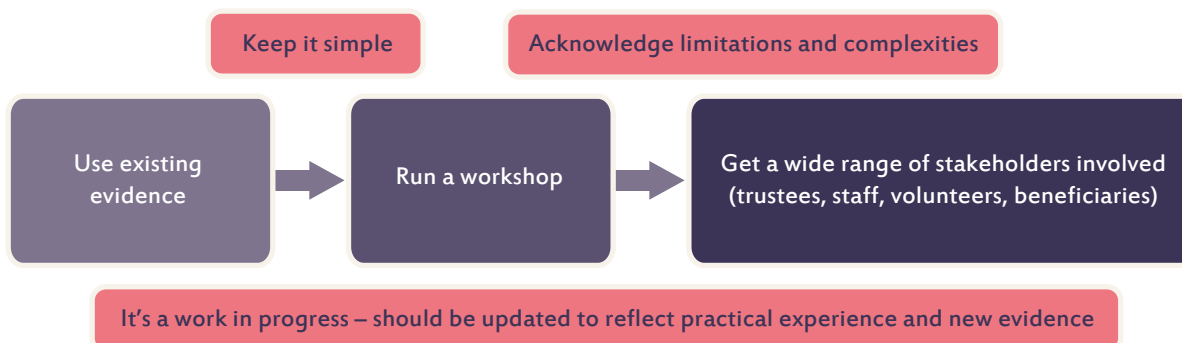 Keep it simple
Acknowledge limitations and complexities
Use existing
evidence
Run a workshop
Get a wide range of stakeholders involved
(trustees, staff, volunteers, beneficiaries)
It's a work in progress – should be updated to reflect practical experience and new evidence